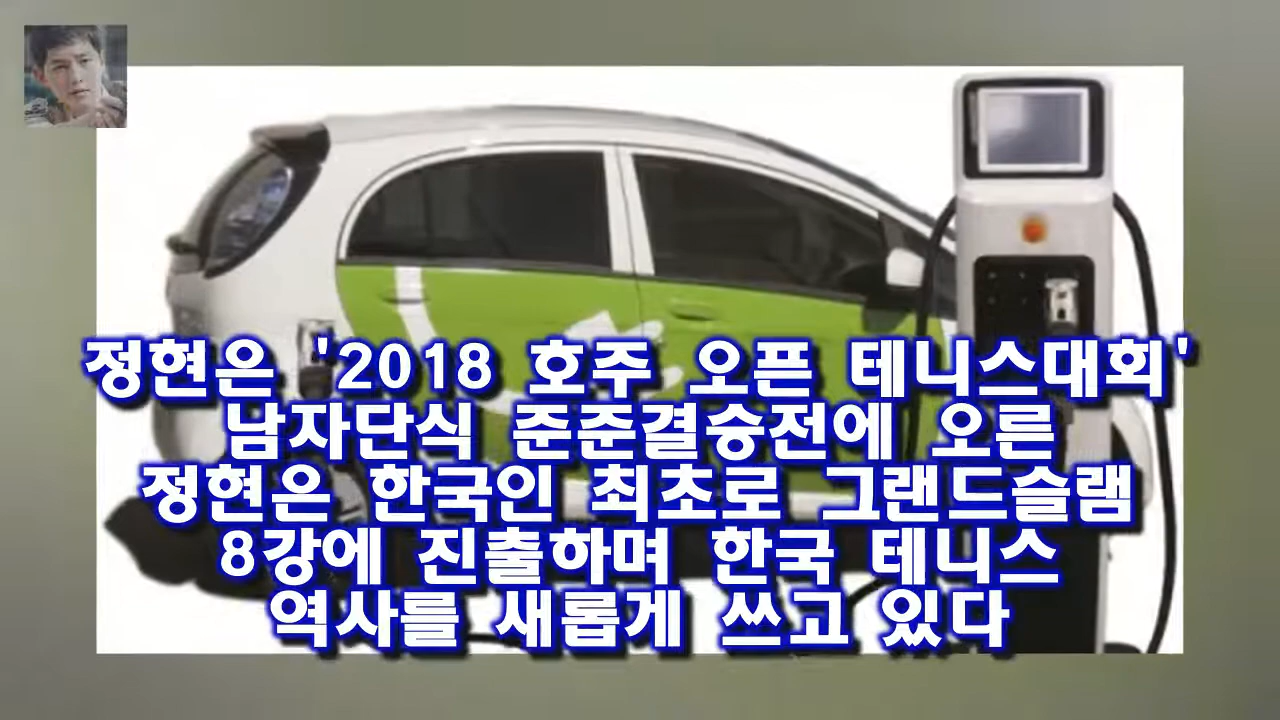 정현은 '2018 호주 오픈 테니스대회'
남자단식 준준결승전에 오른
정현은 한국인 최초로 그랜드슬램
8강에 진출하며 한국 테니스
역사를 새롭게 쓰고 있다